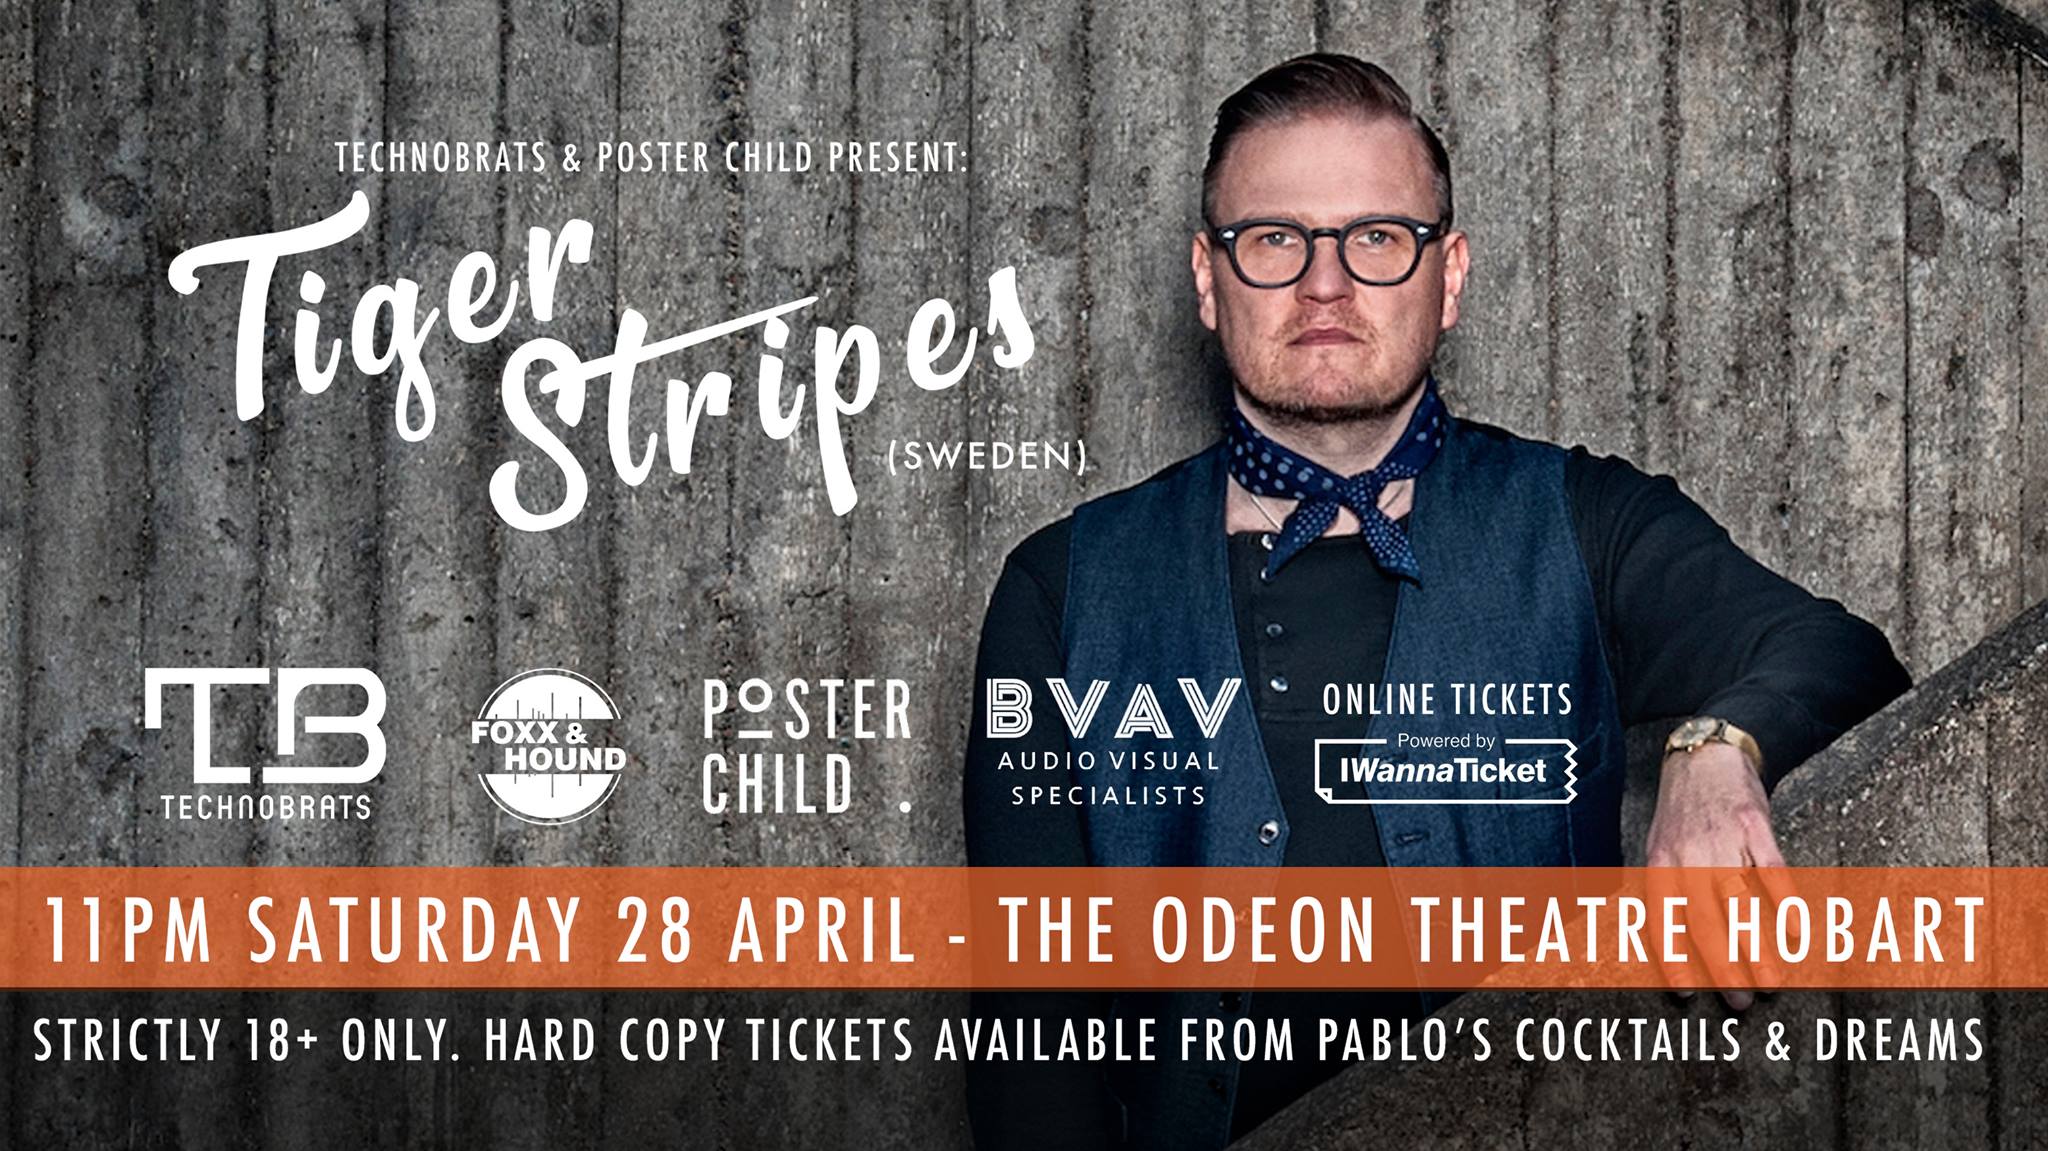 TECHNOBRATS & POSTER CHILD PRESENT:
Tiger
Stripes
(SWEDEN)
TB
TECHNOBRATS
FOXX &
HOUND
POSTER
CHILD .
BVAV
AUDIO VISUAL
SPECIALISTS
ONLINE TICKETS
Powered by
IWannaTicket
11PM SATURDAY 28 APRIL - THE ODEON THEATRE HOBART
STRICTLY 18+ ONLY. HARD COPY TICKETS AVAILABLE FROM PABLO'S COCKTAILS & DREAMS